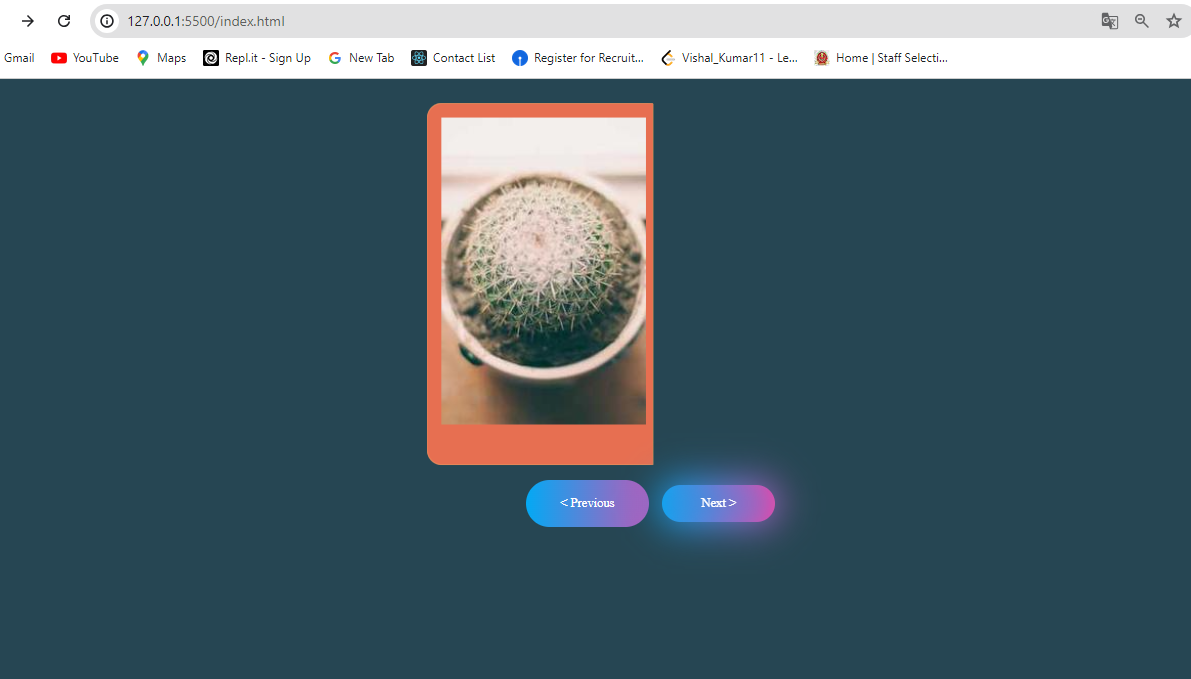 127.0.0.1:5500/index.html
Gmail YouTube Maps Repl.it - Sign Up New Tab Contact List Register for Recruit... Vishal_Kumar11 - Le... Home | Staff Selecti...
< Previous Next >